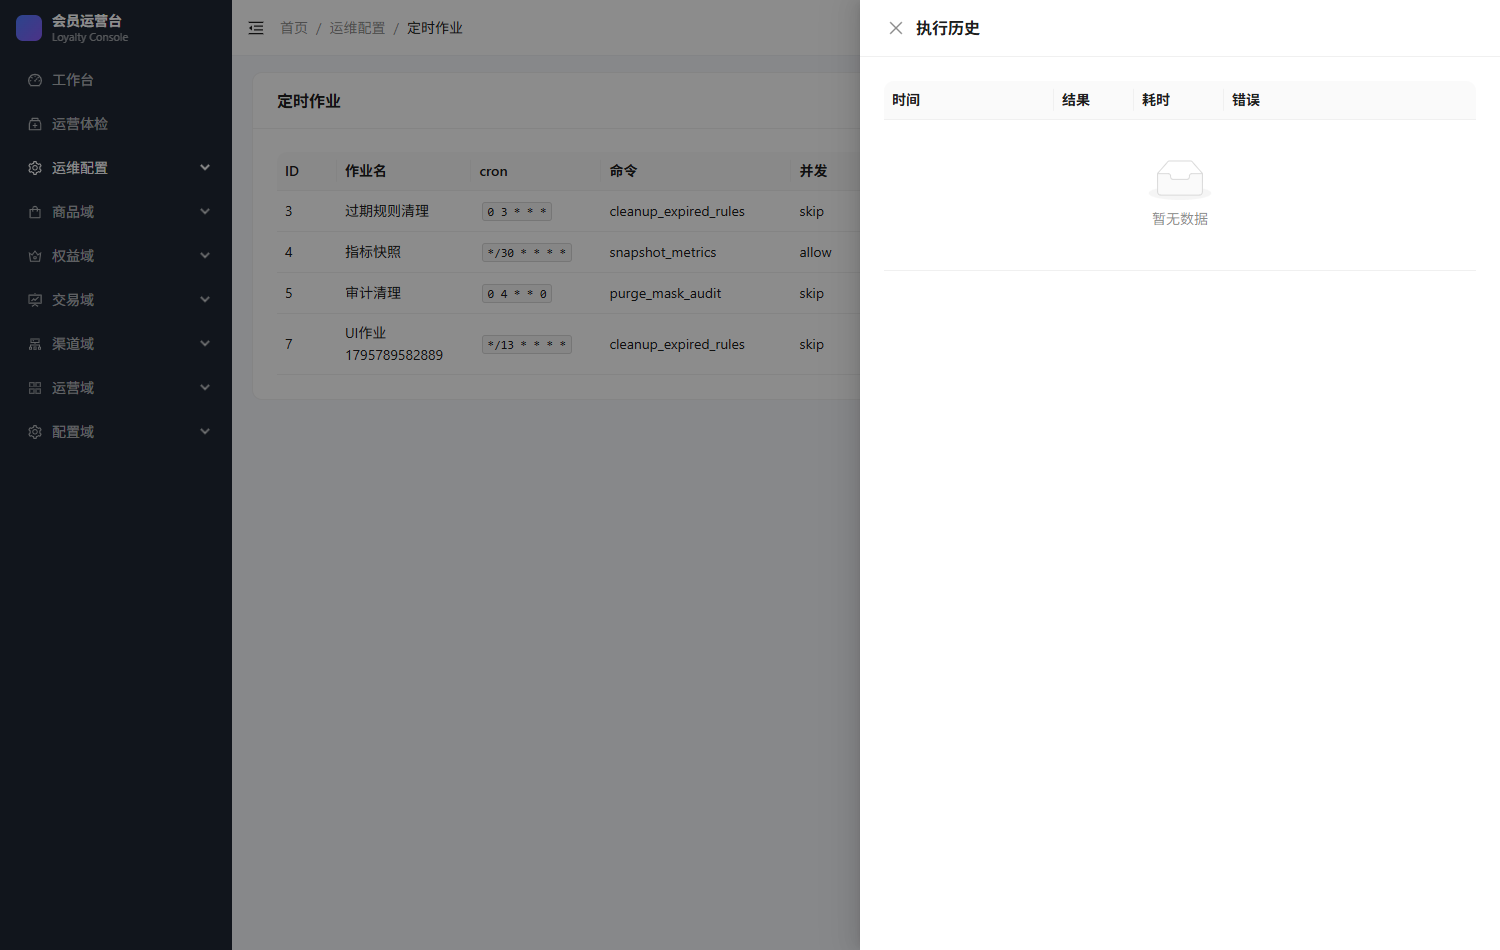 会员运营台
Loyalty Console
工作台
运营体检
运维配置
商品域
权益域
交易域
渠道域
运营域
配置域
首页 / 运维配置 / 定时作业
定时作业
ID 作业名 cron 命令 并发
3 过期规则清理 0 3 * * * cleanup_expired_rules skip
4 指标快照 */30 * * * * snapshot_metrics allow
5 审计清理 0 4 * * 0 purge_mask_audit skip
7 UI作业 1795789582889 */13 * * * * cleanup_expired_rules skip
执行历史
时间 结果 耗时 错误
暂无数据